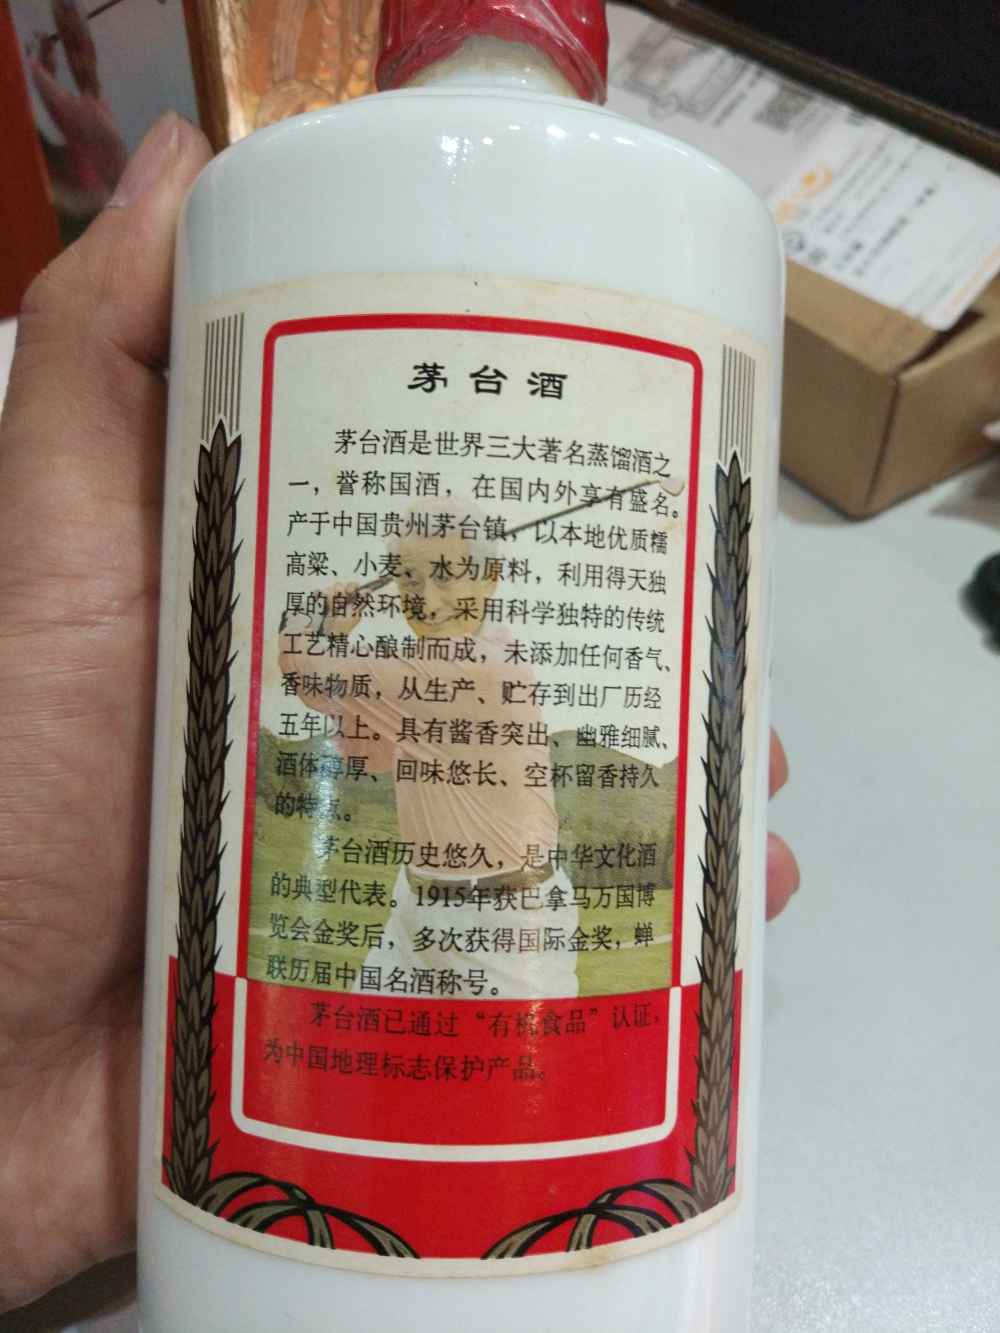 茅台酒
茅台酒是世界三大著名蒸馏酒之
一，誉称国酒，在国内外享有盛名。
产于中国贵州茅台镇，以本地优质糯
高粱、小麦、水为原料，利用得天独
厚的自然环境，采用科学独特的传统
工艺精心酿制而成，未添加任何香气、
香味物质，从生产、贮存到出厂历经
五年以上。具有酱香突出、幽雅细腻、
酒体醇厚、回味悠长、空杯留香持久
的特点。
茅台酒历史悠久，是中华文化酒
的典型代表。1915年获巴拿马万国博
览会金奖后，多次获得国际金奖，蝉
联历届中国名酒称号。
茅台酒已通过“有机食品”认证，
为中国地理标志保护产品。